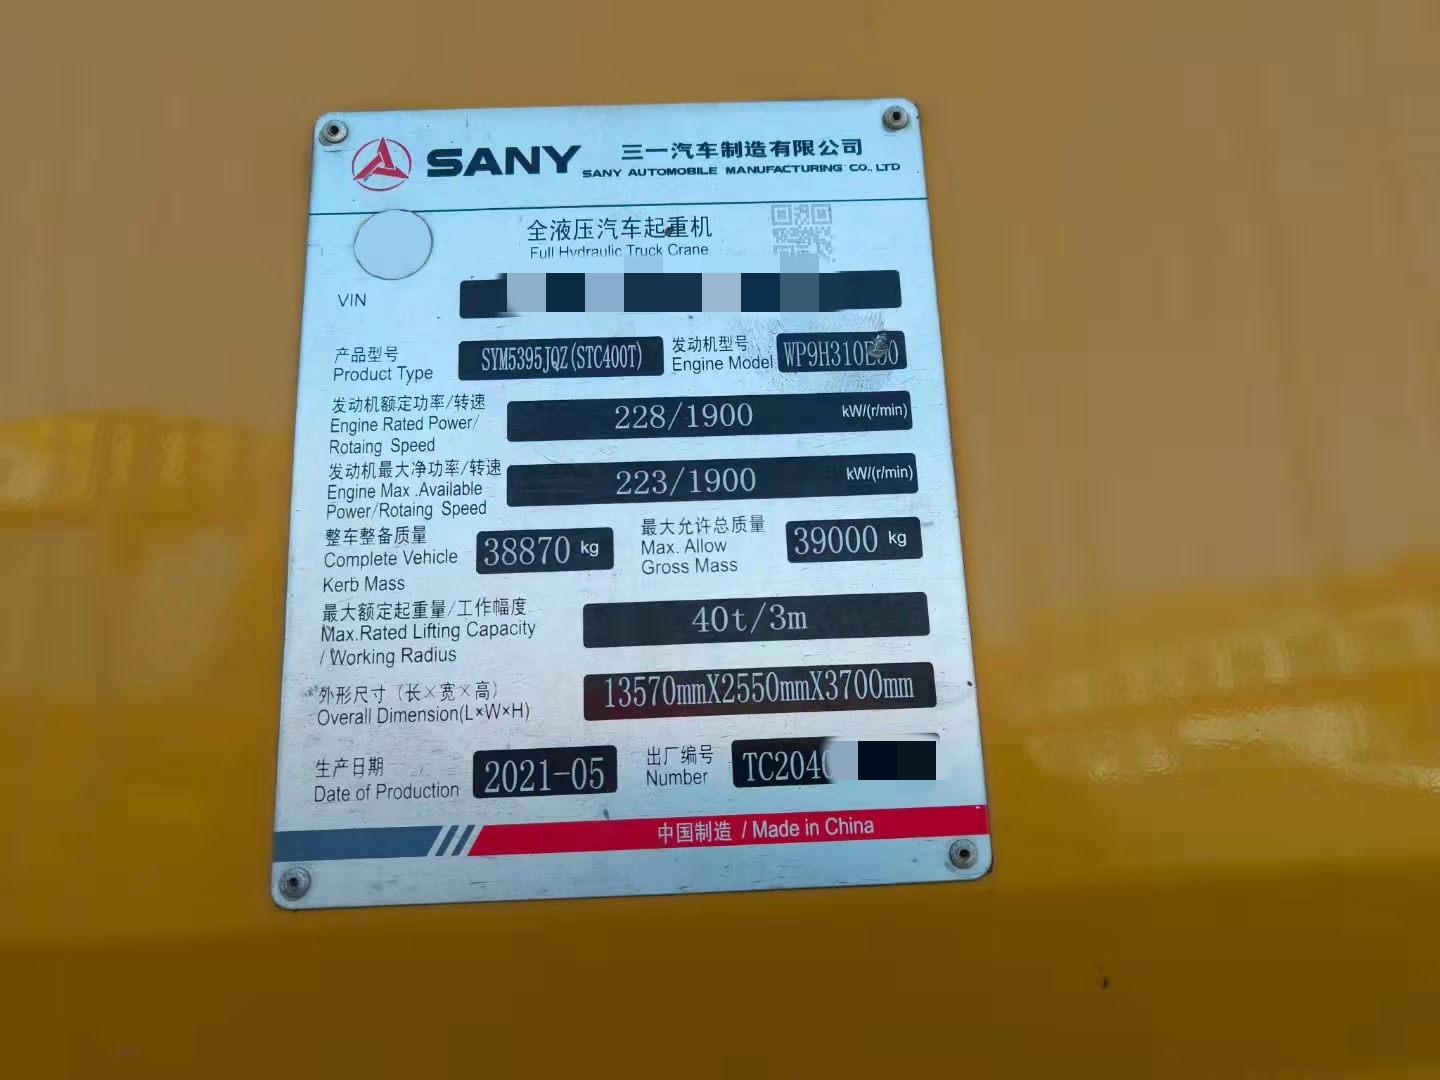 SANY 三一汽车制造有限公司
SANY AUTOMOBILE MANUFACTURING CO., LTD
全液压汽车起重机
Full Hydraulic Truck Crane
VIN
产品型号
Product Type
SYM5395JQZ(STC400T)
发动机型号
Engine Model
发动机额定功率/转速
Engine Rated Power/
Rotaing Speed
228/1900 kW/(r/min)
发动机最大净功率/转速
Engine Max .Available
Power/Rotaing Speed
223/1900 kW/(r/min)
整车整备质量
Complete Vehicle
Kerb Mass
38870 kg
最大允许总质量
Max. Allow
Gross Mass
39000 kg
最大额定起重量/工作幅度
Max.Rated Lifting Capacity
/ Working Radius
40t/3m
外形尺寸（长×宽×高）
Overall Dimension(L×W×H)
13570mmX2550mmX3700mm
生产日期
Date of Production
2021-05
出厂编号
Number
TC2040
中国制造 / Made in China